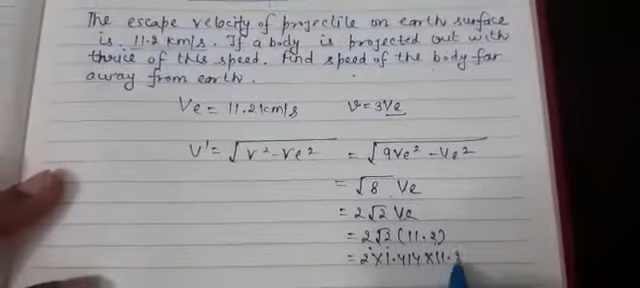 The escape velocity of projectile on earth surface
is 11.2 km/s. If a body is projected out with
thrice of this speed. find speed of the body far
away from earth.
Ve = 11.2 km/s v = 3Ve
V' = √v² - Ve² = √9Ve² - Ve²
= √8 Ve
= 2√2 Ve
= 2√2 (11.2)
= 2 × 1.414 × 11.2